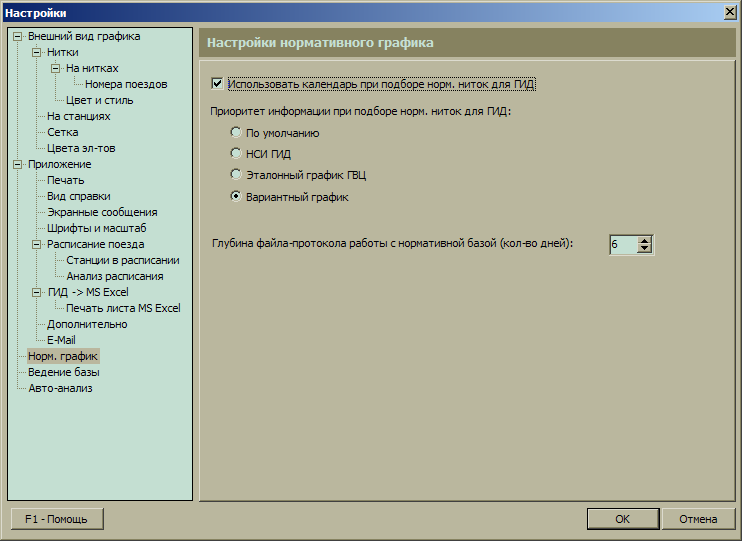 Настройки
Внешний вид графика
Нитки
На нитках
Номера поездов
Цвет и стиль
На станциях
Сетка
Цвета эл-тов
Приложение
Печать
Вид справки
Экранные сообщения
Шрифты и масштаб
Расписание поезда
Станции в расписании
Анализ расписания
ГИД -> MS Excel
Печать листа MS Excel
Дополнительно
E-Mail
Норм. график
Ведение базы
Авто-анализ
Настройки нормативного графика
Использовать календарь при подборе норм. ниток для ГИД
Приоритет информации при подборе норм. ниток для ГИД:
По умолчанию
НСИ ГИД
Эталонный график ГВЦ
Вариантный график
Глубина файла-протокола работы с нормативной базой (кол-во дней): 6
F1 - Помощь
OK
Отмена